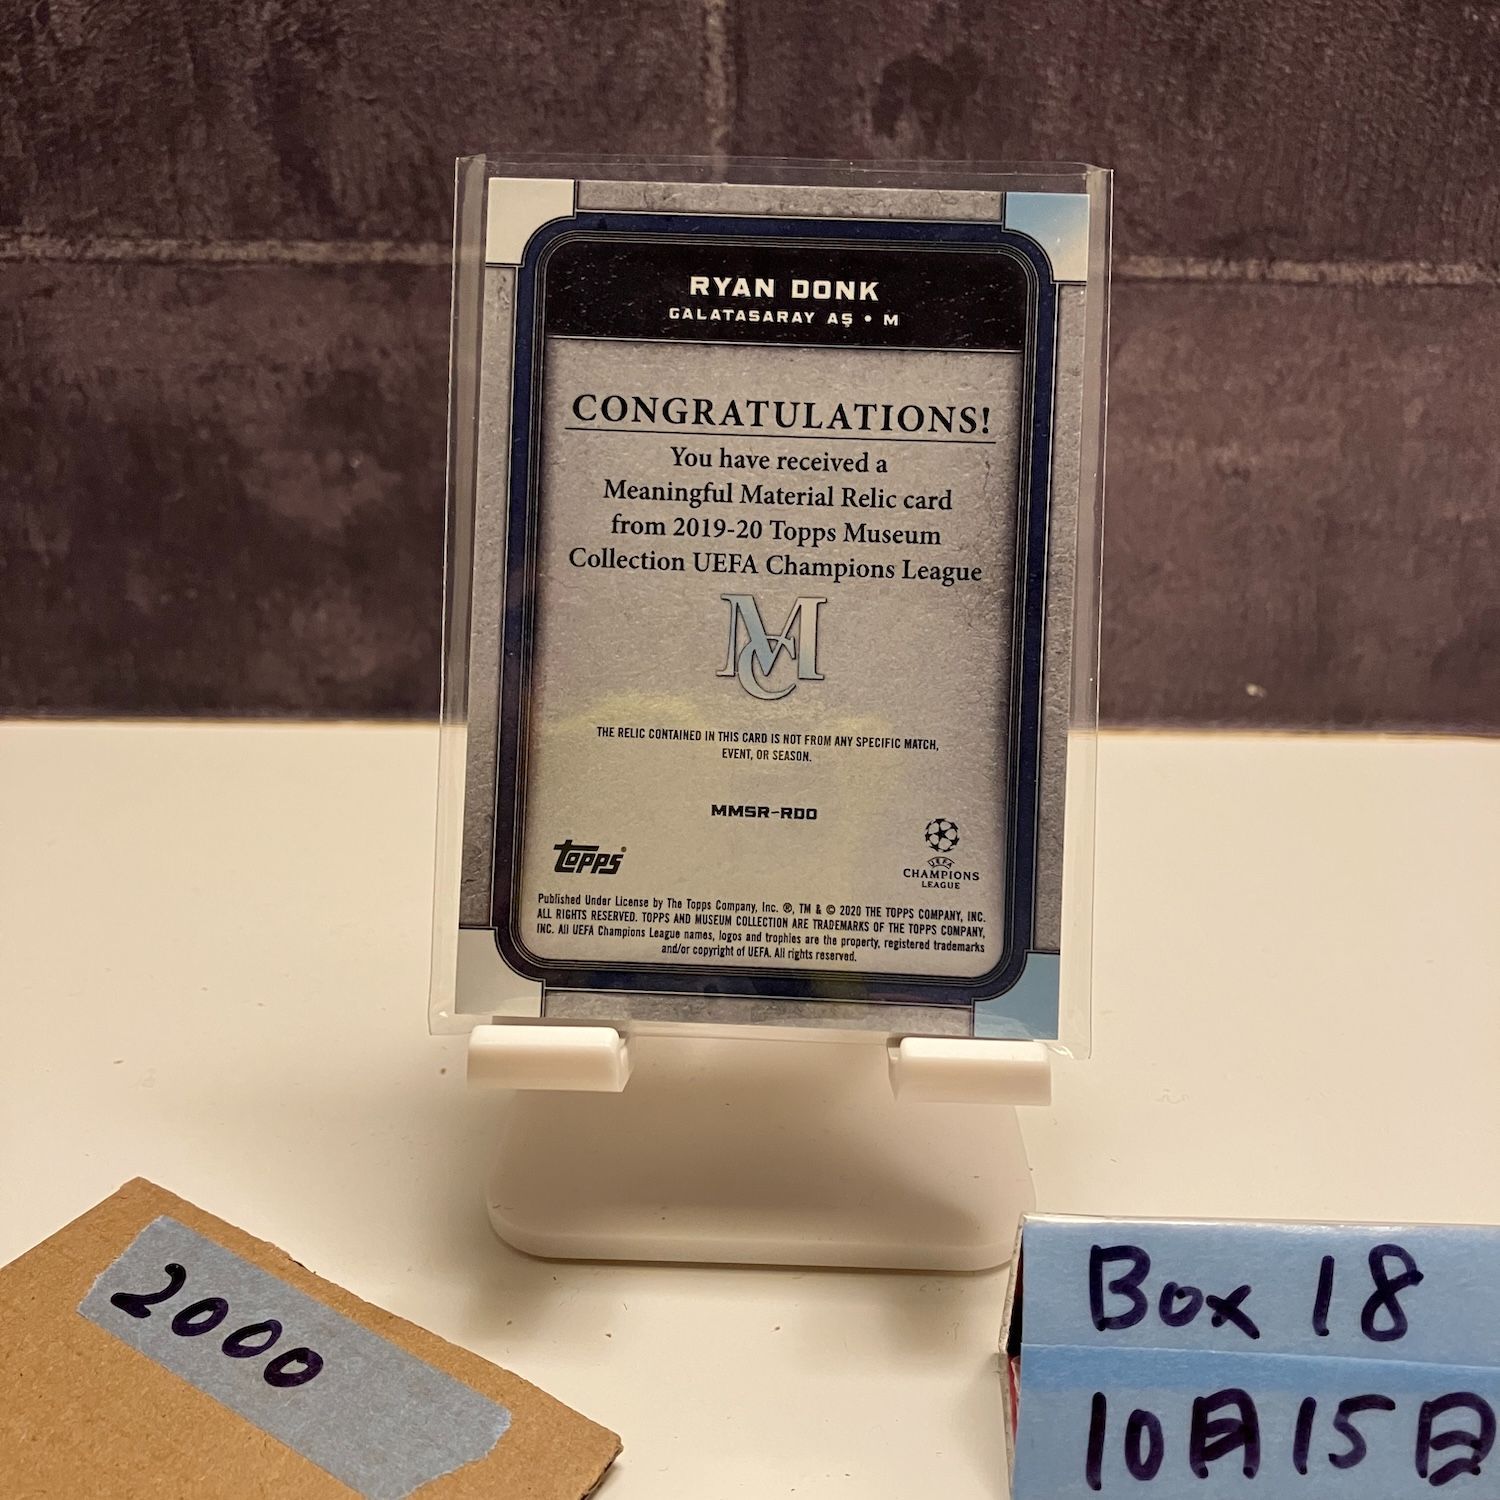 RYAN DONK
GALATASARAY AŞ • M
CONGRATULATIONS!
You have received a
Meaningful Material Relic card
from 2019-20 Topps Museum
Collection UEFA Champions League
MC
THE RELIC CONTAINED IN THIS CARD IS NOT FROM ANY SPECIFIC MATCH,
EVENT, OR SEASON.
MMSR-RDO
topps®
UEFA
CHAMPIONS
LEAGUE
Published Under License by The Topps Company, Inc. ®, TM & © 2020 THE TOPPS COMPANY, INC.
ALL RIGHTS RESERVED. TOPPS AND MUSEUM COLLECTION ARE TRADEMARKS OF THE TOPPS COMPANY,
INC. All UEFA Champions League names, logos and trophies are the property, registered trademarks
and/or copyright of UEFA. All rights reserved.
2000
Box 18
10月15日